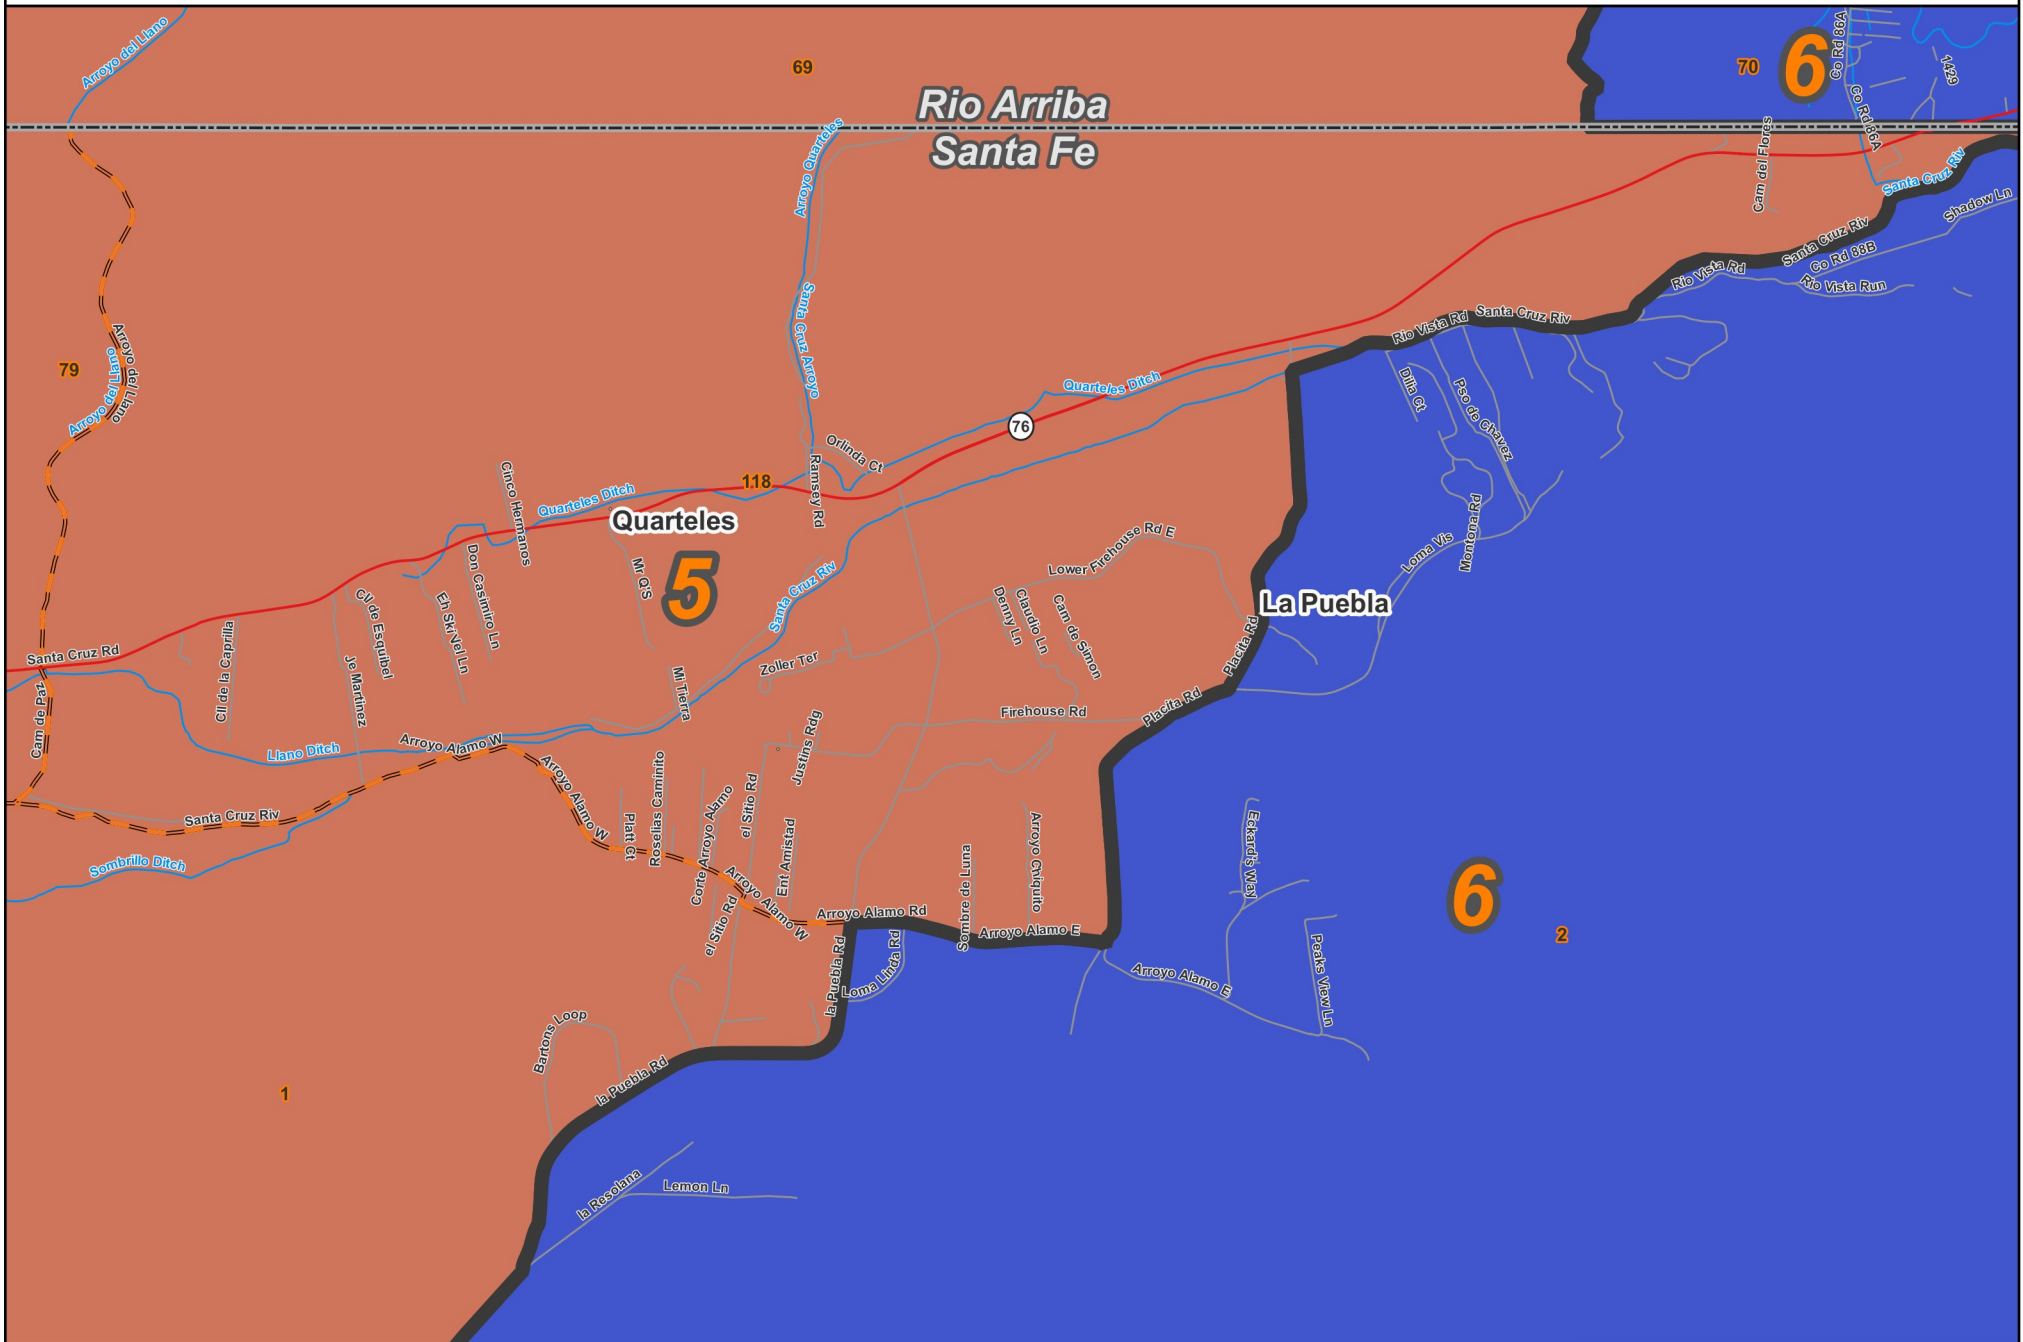 Arroyo del Llano
69
70
6
Co Rd 86A
1429
Rio Arriba
Santa Fe
Arroyo Quarteles
Co Rd 86A
Cam del Flores
Santa Cruz Riv
Shadow Ln
Santa Cruz Riv
Co Rd 88B
Rio Vista Rd
Rio Vista Run
Santa Cruz Arroyo
Rio Vista Rd
Santa Cruz Riv
Arroyo del Llano
Arroyo del Llano
79
Quarteles Ditch
Dilia Ct
Pso de Chavez
76
Orlinda Ct
Ramsey Rd
118
Cinco Hermanos
Quarteles Ditch
Quarteles
Montona Rd
Loma Vis
Lower Firehouse Rd E
Don Casimiro Ln
Mr Q'S
5
Santa Cruz Riv
Cll de Esquibel
Eh Ski Vel Ln
Denny Ln
Claudio Ln
Cam de Simon
La Puebla
Placita Rd
Santa Cruz Rd
Cll de la Caprilla
Je Martinez
Zoller Ter
Mi Tierra
Cam de Paz
Firehouse Rd
Placita Rd
Justins Rdg
Llano Ditch
Arroyo Alamo W
Arroyo Alamo W
Roselias Caminito
Platt Ct
el Sitio Rd
Corte Arroyo Alamo
Ent Amistad
Santa Cruz Riv
Sombrillo Ditch
Arroyo Chiquito
Sombre de Luna
Eckard's Way
6
2
Arroyo Alamo W
el Sitio Rd
Arroyo Alamo Rd
Arroyo Alamo E
la Puebla Rd
Loma Linda Rd
Arroyo Alamo E
Peaks View Ln
Bartons Loop
la Puebla Rd
1
la Resolana
Lemon Ln